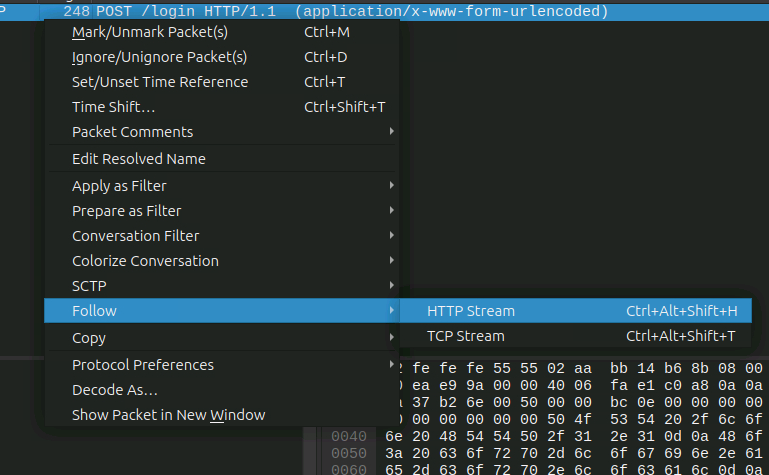 P 248 POST /login HTTP/1.1 (application/x-www-form-urlencoded)
Mark/Unmark Packet(s) Ctrl+M
Ignore/Unignore Packet(s) Ctrl+D
Set/Unset Time Reference Ctrl+T
Time Shift… Ctrl+Shift+T
Packet Comments
Edit Resolved Name
Apply as Filter
Prepare as Filter
Conversation Filter
Colorize Conversation
SCTP
Follow HTTP Stream Ctrl+Alt+Shift+H
Copy TCP Stream Ctrl+Alt+Shift+T
Protocol Preferences fe fe fe 55 55 02 aa bb 14 b6 8b 08 00
Decode As… ea e9 9a 00 00 40 06 fa e1 c0 a8 0a 0a
Show Packet in New Window 37 b2 6e 00 50 00 00 bc 0e 00 00 00 00
00 00 00 00 00 50 4f 53 54 20 2f 6c 6f
0040 6e 20 48 54 54 50 2f 31 2e 31 0d 0a 48 6f
0050 3a 20 63 6f 72 70 2d 6c 6f 67 69 6e 2e 61
0060 65 2d 63 6f 72 70 2e 6c 6f 63 61 6c 0d 0a